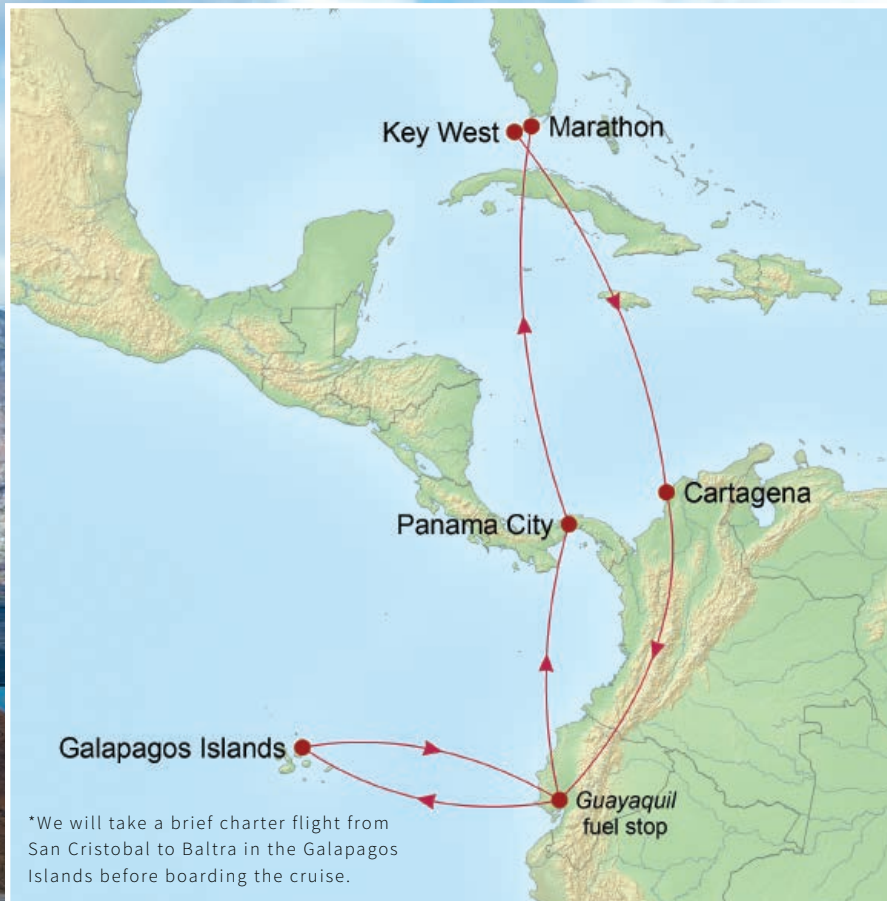 Key West
Marathon
Cartagena
Panama City
Galapagos Islands
Guayaquil
fuel stop
*We will take a brief charter flight from
San Cristobal to Baltra in the Galapagos
Islands before boarding the cruise.